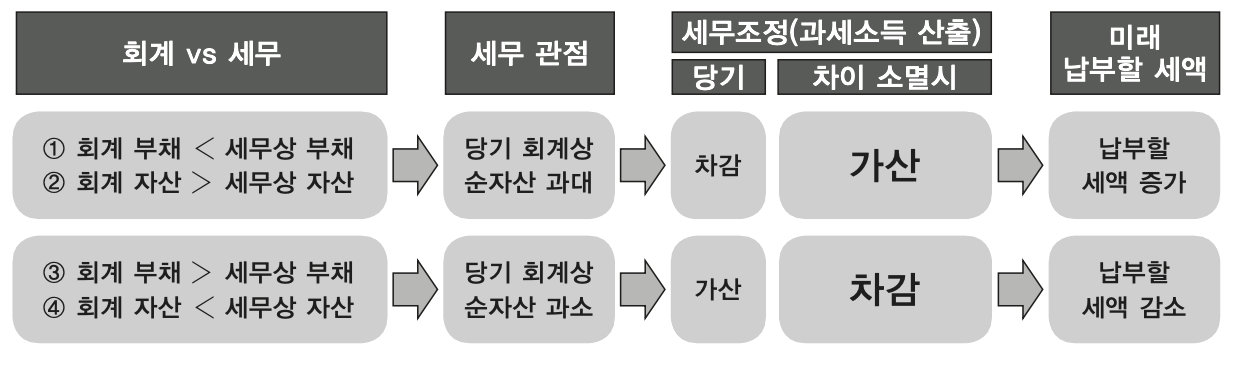 회계 vs 세무
세무 관점
세무조정(과세소득 산출)
당기
차이 소멸시
미래
납부할 세액
① 회계 부채 < 세무상 부채
② 회계 자산 > 세무상 자산
당기 회계상
순자산 과대
차감
가산
납부할
세액 증가
③ 회계 부채 > 세무상 부채
④ 회계 자산 < 세무상 자산
당기 회계상
순자산 과소
가산
차감
납부할
세액 감소